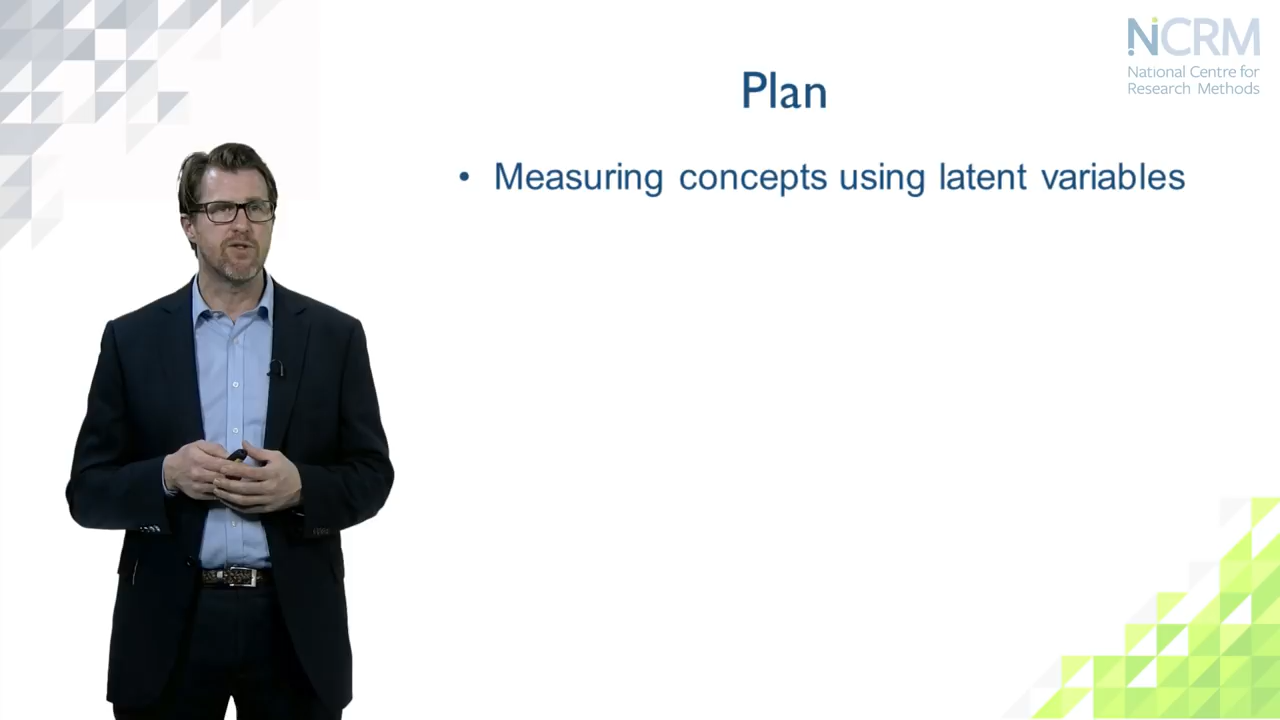 NCRM
National Centre for
Research Methods
Plan
• Measuring concepts using latent variables